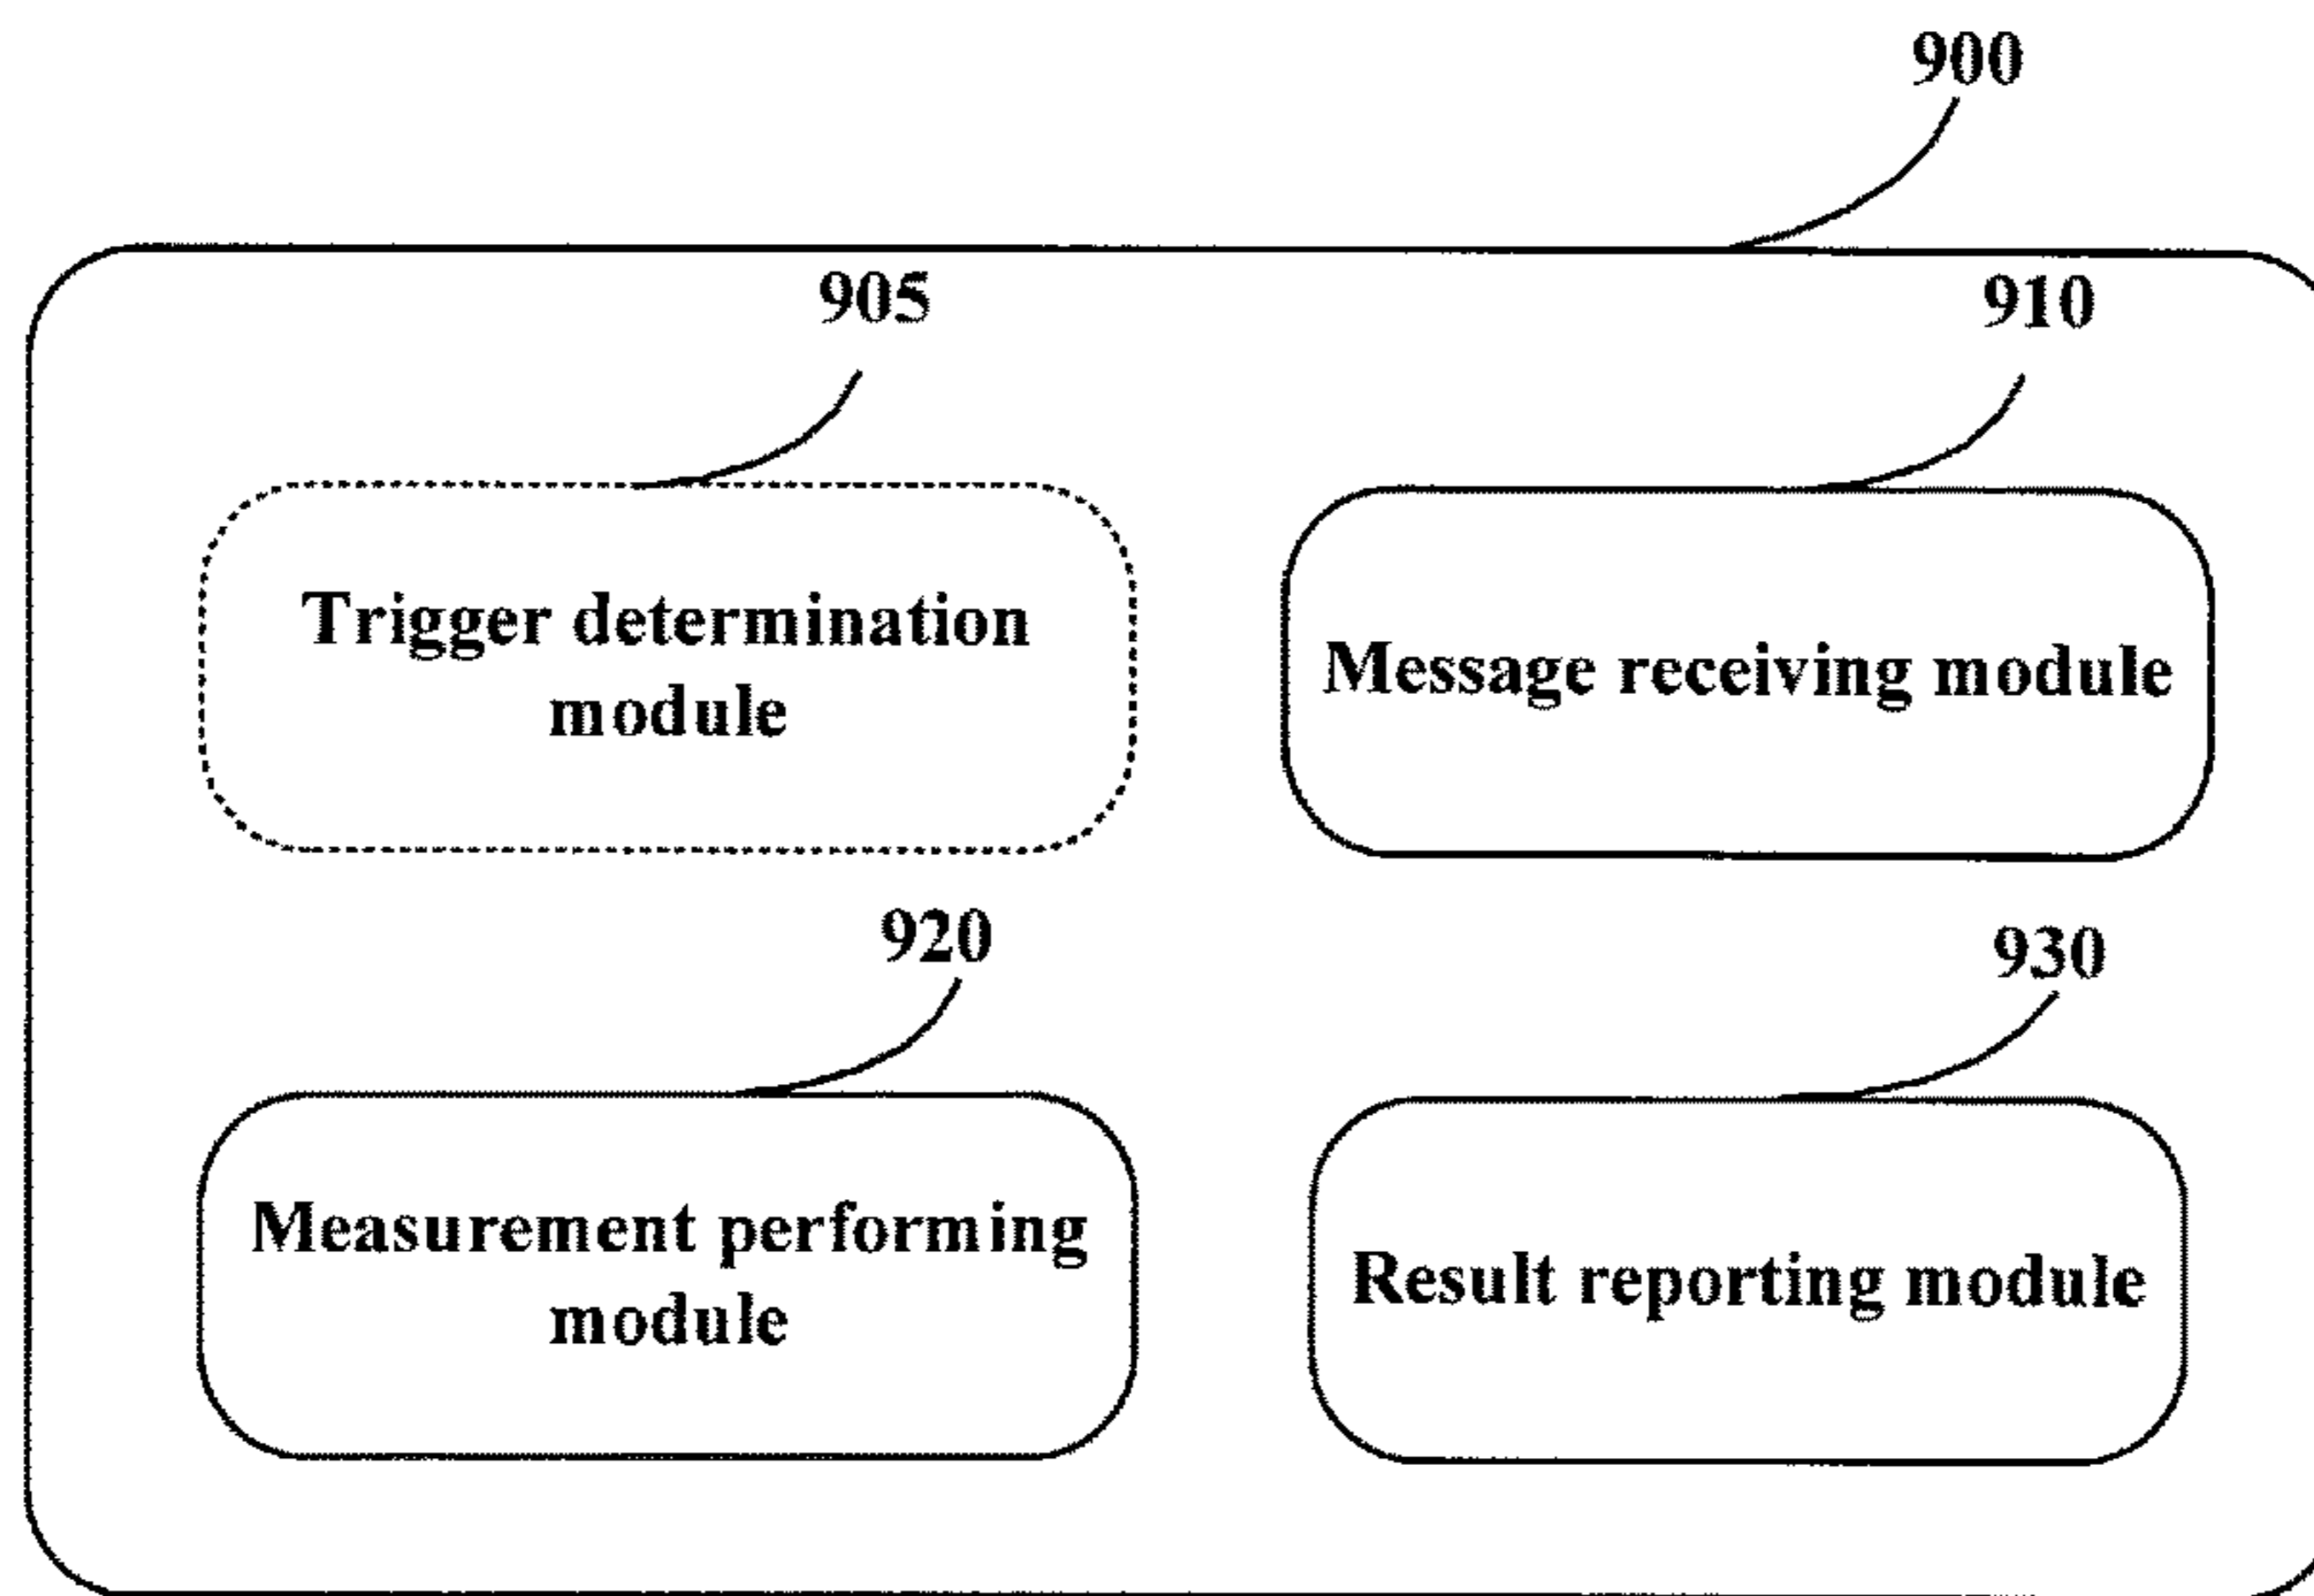 900
905
910
Trigger determination
module
Message receiving module
920
930
Measurement performing
module
Result reporting module